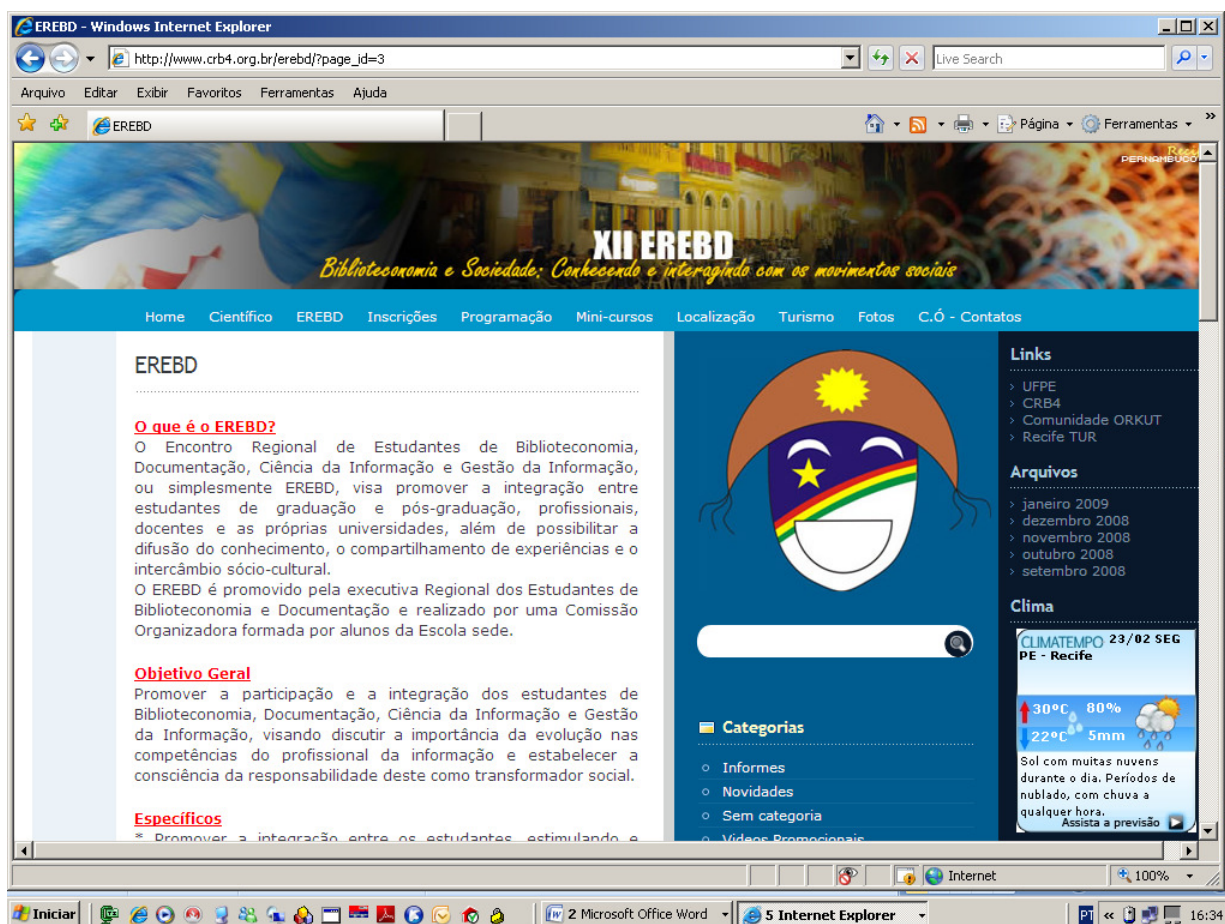 EREBD - Windows Internet Explorer
http://www.crb4.org.br/erebd/?page_id=3
Live Search
Arquivo Editar Exibir Favoritos Ferramentas Ajuda
EREBD
Página Ferramentas
PERNAMBUCO
XII EREBD
Biblioteconomia e Sociedade: Conhecendo e interagindo com os movimentos sociais
Home Científico EREBD Inscrições Programação Mini-cursos Localização Turismo Fotos C.Ó - Contatos
EREBD
O que é o EREBD?
O Encontro Regional de Estudantes de Biblioteconomia,
Documentação, Ciência da Informação e Gestão da Informação,
ou simplesmente EREBD, visa promover a integração entre
estudantes de graduação e pós-graduação, profissionais,
docentes e as próprias universidades, além de possibilitar a
difusão do conhecimento, o compartilhamento de experiências e o
intercâmbio sócio-cultural.
O EREBD é promovido pela executiva Regional dos Estudantes de
Biblioteconomia e Documentação e realizado por uma Comissão
Organizadora formada por alunos da Escola sede.
Objetivo Geral
Promover a participação e a integração dos estudantes de
Biblioteconomia, Documentação, Ciência da Informação e Gestão
da Informação, visando discutir a importância da evolução nas
competências do profissional da informação e estabelecer a
consciência da responsabilidade deste como transformador social.
Específicos
* Promover a integração entre os estudantes, estimulando e
Categorias
Informes
Novidades
Sem categoria
Videos Promocionais
Links
UFPE
CRB4
Comunidade ORKUT
Recife TUR
Arquivos
janeiro 2009
dezembro 2008
novembro 2008
outubro 2008
setembro 2008
Clima
CLIMATEMPO 23/02 SEG
PE - Recife
30ºC 80%
22ºC 5mm
Sol com muitas nuvens
durante o dia. Períodos de
nublado, com chuva a
qualquer hora.
Assista a previsão
Internet 100%
Iniciar 2 Microsoft Office Word 5 Internet Explorer PT 16:34